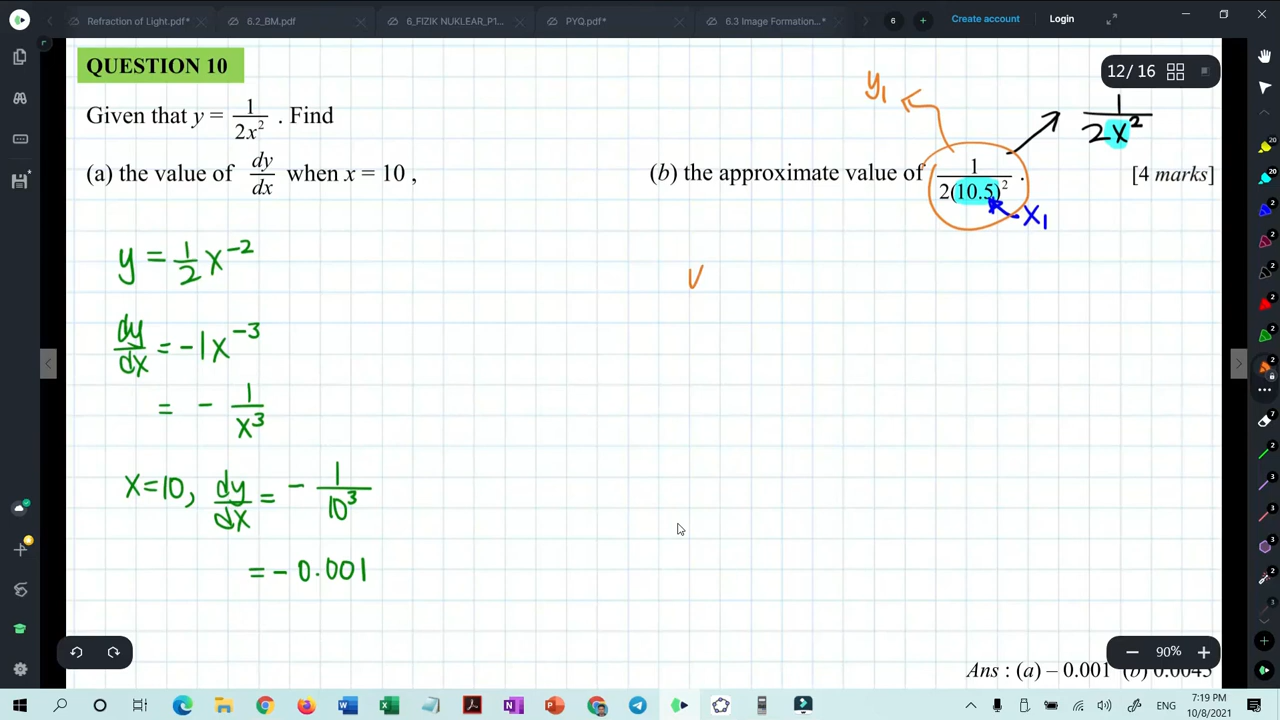 Refraction of Light.pdf*
6.2_BM.pdf
6_FIZIK NUKLEAR_P1...
PYQ.pdf*
6.3 Image Formation...*
6
Create account
Login
12/ 16
QUESTION 10
Given that y = 1/2x² . Find
(a) the value of dy/dx when x = 10 ,
(b) the approximate value of 1/2(10.5)² .
[4 marks]
y₁
1/2x²
x₁
y = 1/2 x⁻²
dy/dx = -1x⁻³
= - 1/x³
x=10, dy/dx = - 1/10³
= - 0.001
90%
Ans : (a) – 0.001 (b) 0.0045
ENG
7:19 PM
10/8/2021